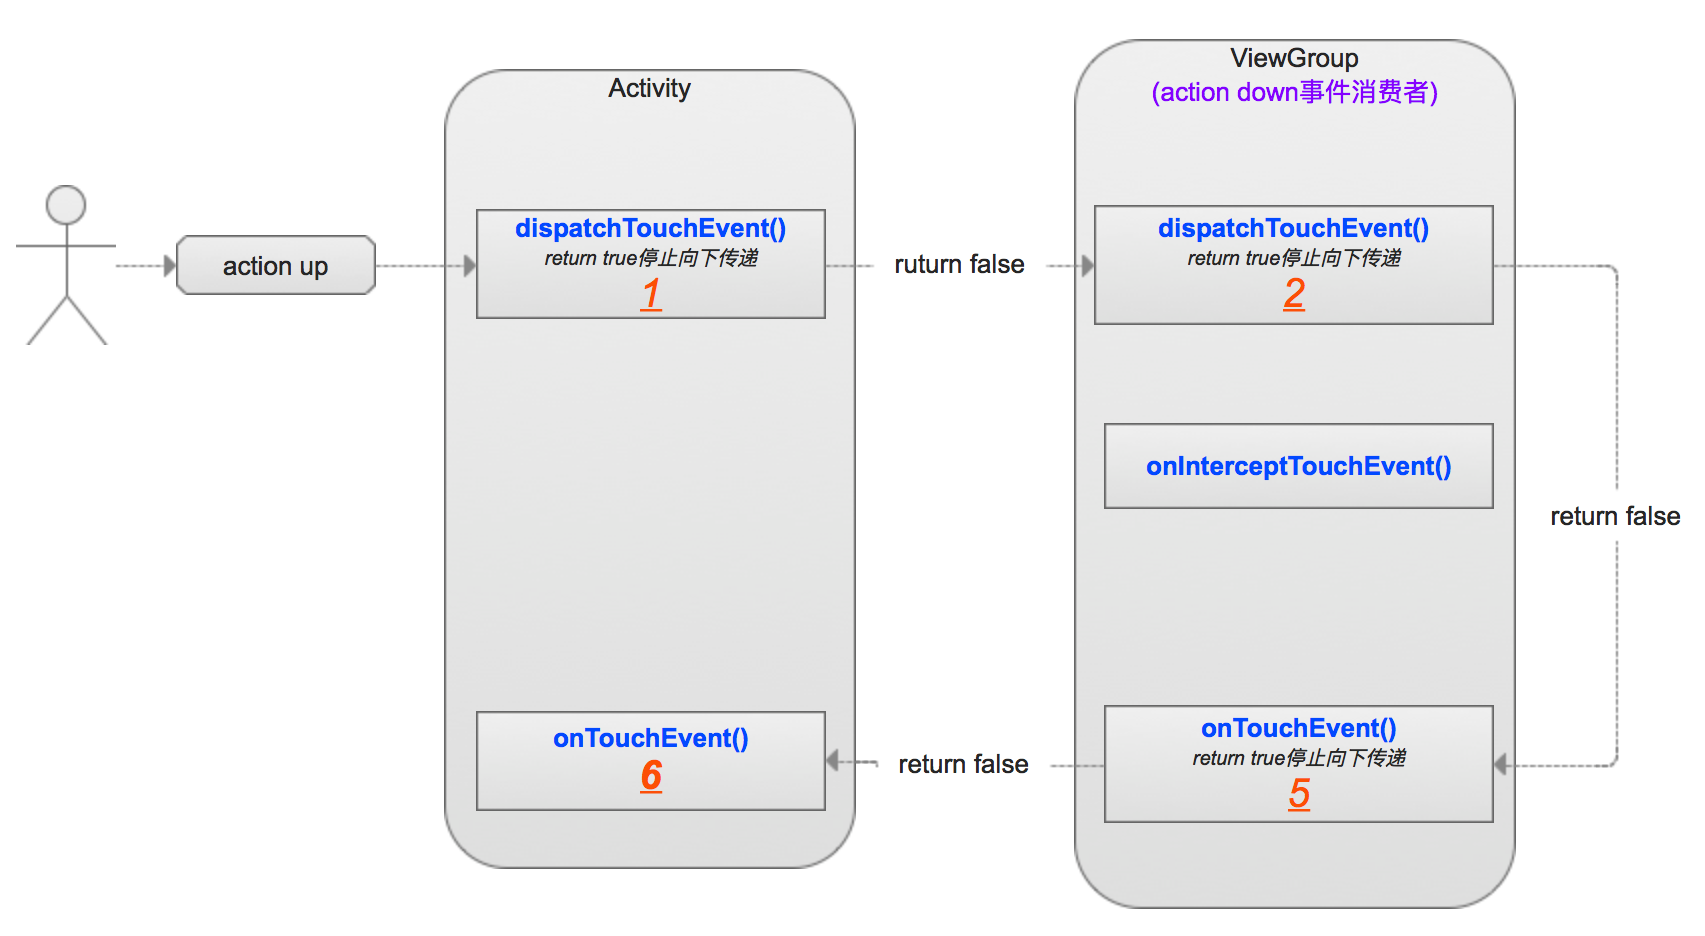 ViewGroup
(action down事件消费者)
Activity
action up
dispatchTouchEvent()
return true停止向下传递
1
ruturn false
dispatchTouchEvent()
return true停止向下传递
2
onInterceptTouchEvent()
return false
onTouchEvent()
6
return false
onTouchEvent()
return true停止向下传递
5